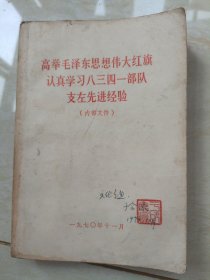 高举毛泽东思想伟大红旗
认真学习八三四一部队
支左先进经验
(内部文件)
一九七〇年十一月